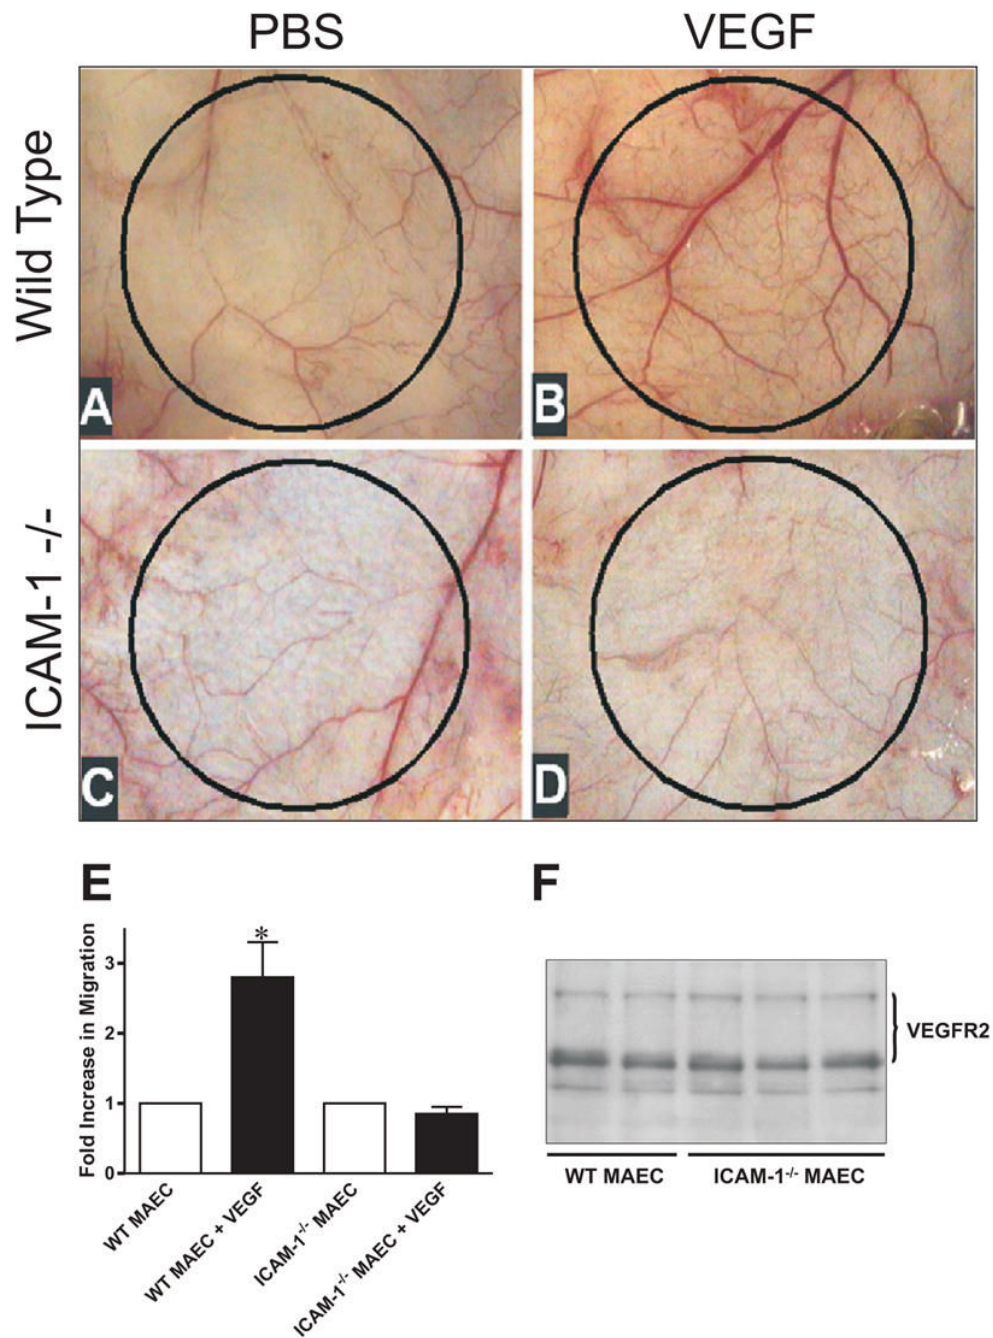 PBS VEGF
Wild Type
A B
ICAM-1 -/-
C D
E
Fold Increase in Migration
3
2
1
0
WT MAEC
WT MAEC + VEGF
ICAM-1-/- MAEC
ICAM-1-/- MAEC + VEGF
*
F
VEGFR2
WT MAEC ICAM-1-/- MAEC